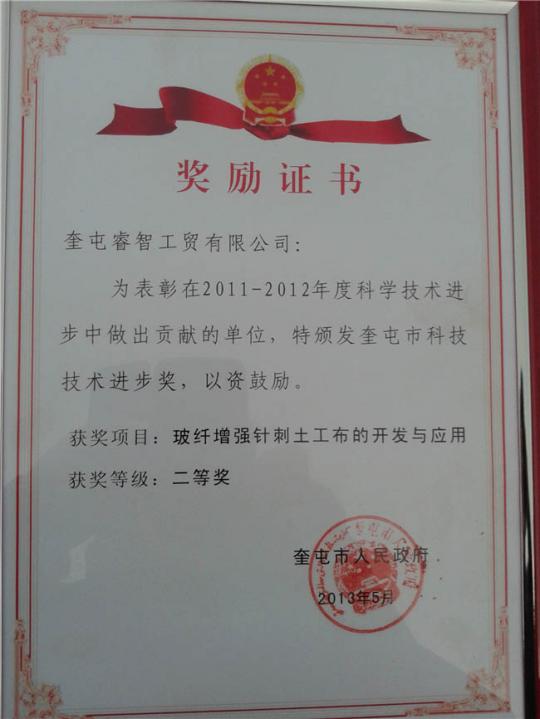 奖励证书
奎屯睿智工贸有限公司:
为表彰在2011-2012年度科学技术进
步中做出贡献的单位，特颁发奎屯市科技
技术进步奖，以资鼓励。
获奖项目：玻纤增强针刺土工布的开发与应用
获奖等级：二等奖
奎屯市人民政府
2013年5月